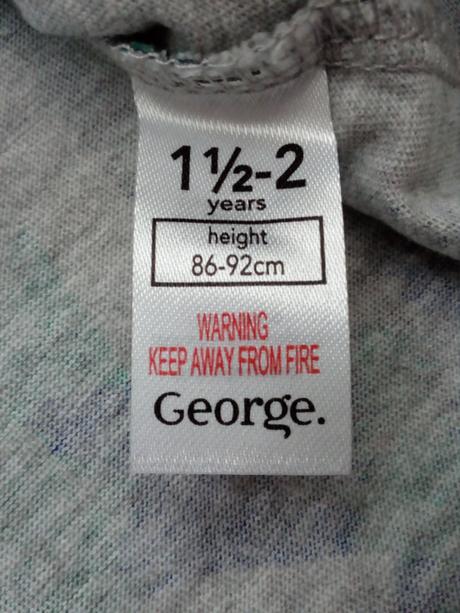 1½-2
years
height
86-92cm
WARNING
KEEP AWAY FROM FIRE
George.